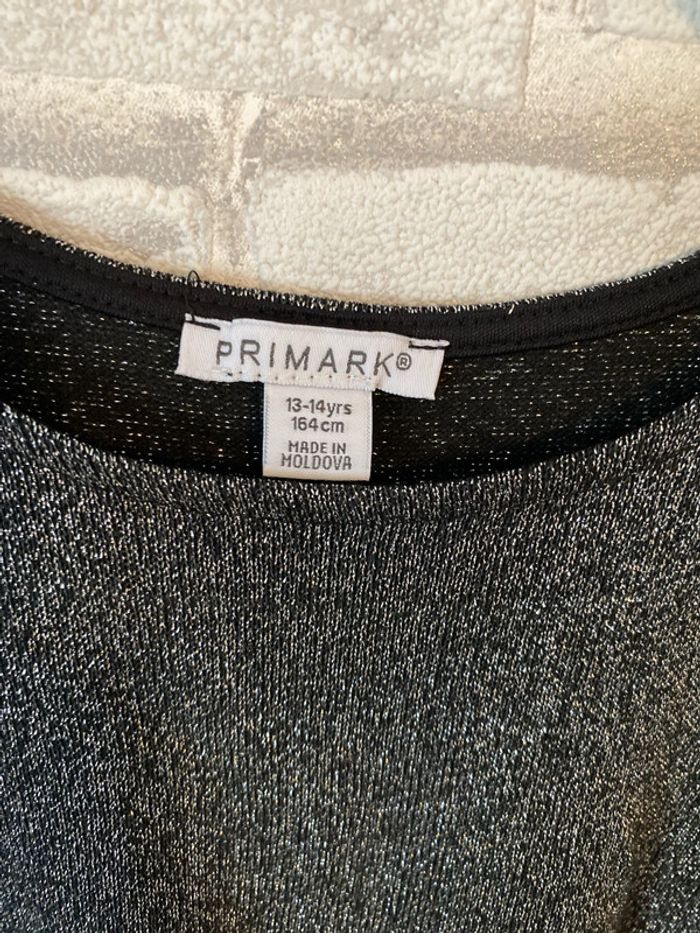 PRIMARK®
13-14yrs
164cm
MADE IN
MOLDOVA